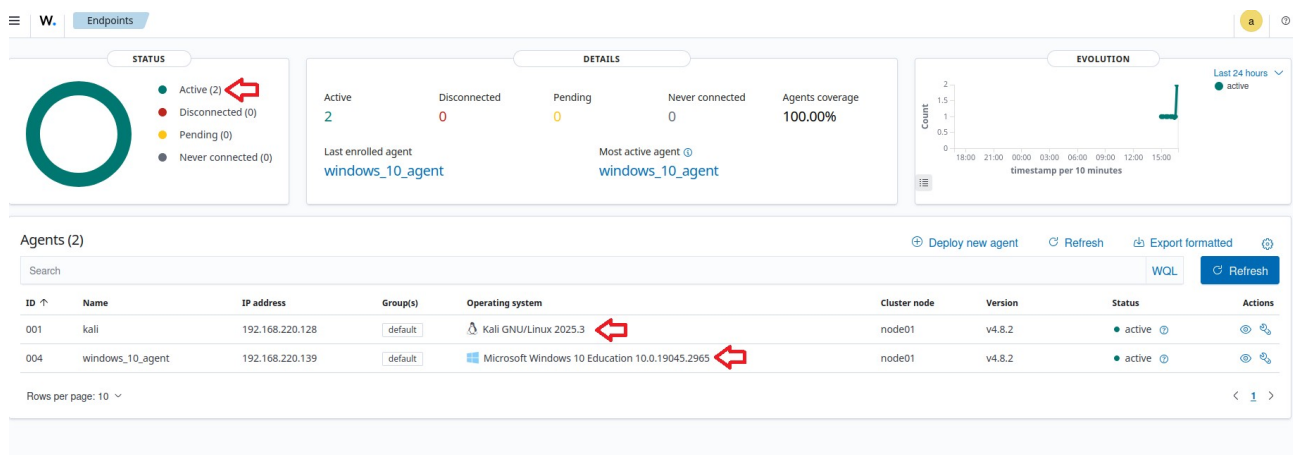 W. Endpoints a
STATUS
Active (2)
Disconnected (0)
Pending (0)
Never connected (0)
DETAILS
Active Disconnected Pending Never connected Agents coverage
2 0 0 0 100.00%
Last enrolled agent Most active agent
windows_10_agent windows_10_agent
EVOLUTION
Last 24 hours
active
Count
2
1.5
1
0.5
0
18:00 21:00 00:00 03:00 06:00 09:00 12:00 15:00
timestamp per 10 minutes
Agents (2) Deploy new agent Refresh Export formatted
Search WQL Refresh
ID ↑ Name IP address Group(s) Operating system Cluster node Version Status Actions
001 kali 192.168.220.128 default Kali GNU/Linux 2025.3 node01 v4.8.2 active
004 windows_10_agent 192.168.220.139 default Microsoft Windows 10 Education 10.0.19045.2965 node01 v4.8.2 active
Rows per page: 10 < 1 >